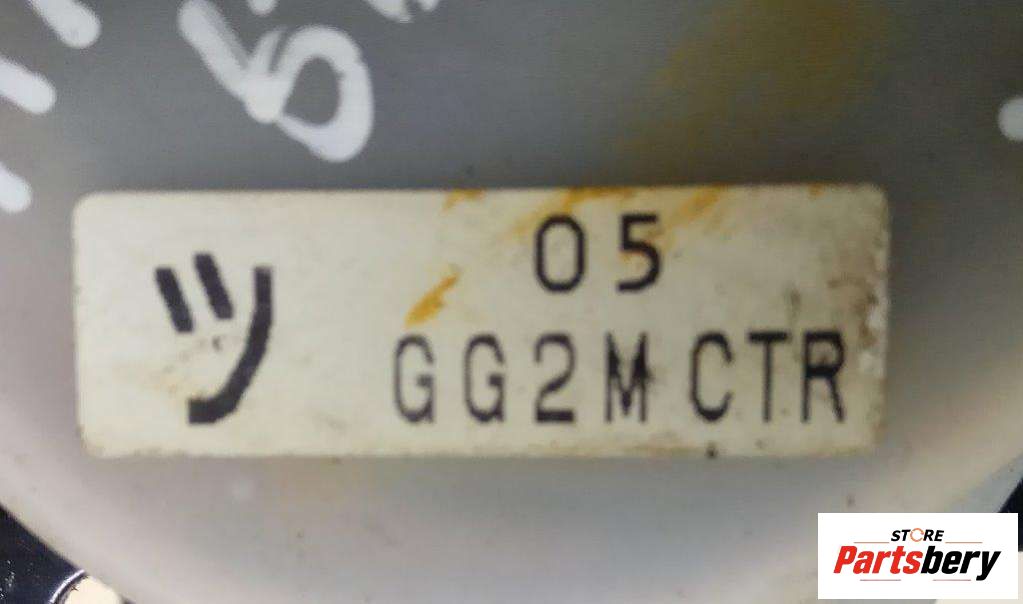 ツ
05
GG2M CTR
STORE
Partsbery